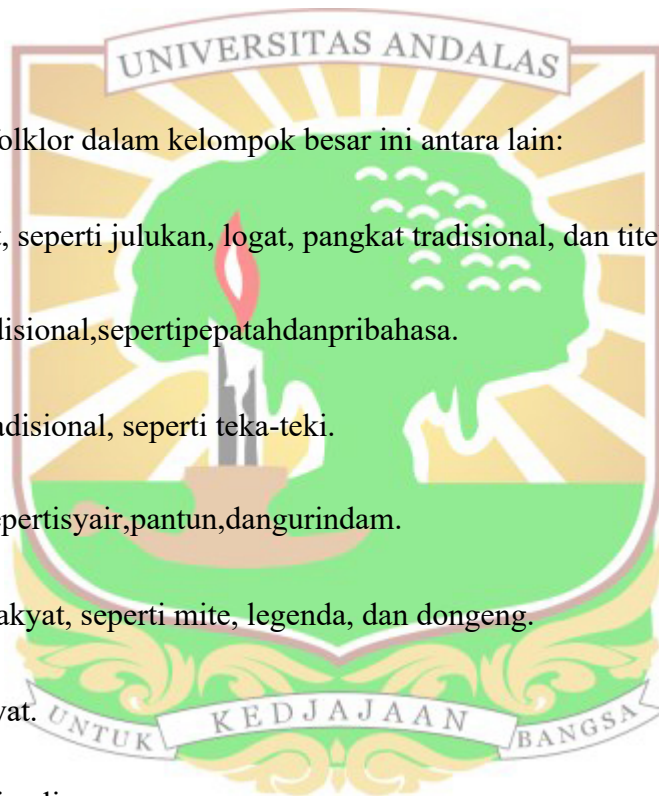 UNIVERSITAS ANDALAS
folklor dalam kelompok besar ini antara lain:
, seperti julukan, logat, pangkat tradisional, dan tite
disional,sepertipepatahdanpribahasa.
adisional, seperti teka-teki.
epertisyair,pantun,dangurindam.
akyat, seperti mite, legenda, dan dongeng.
yat.
UNTUK KEDJAJAAN BANGSA